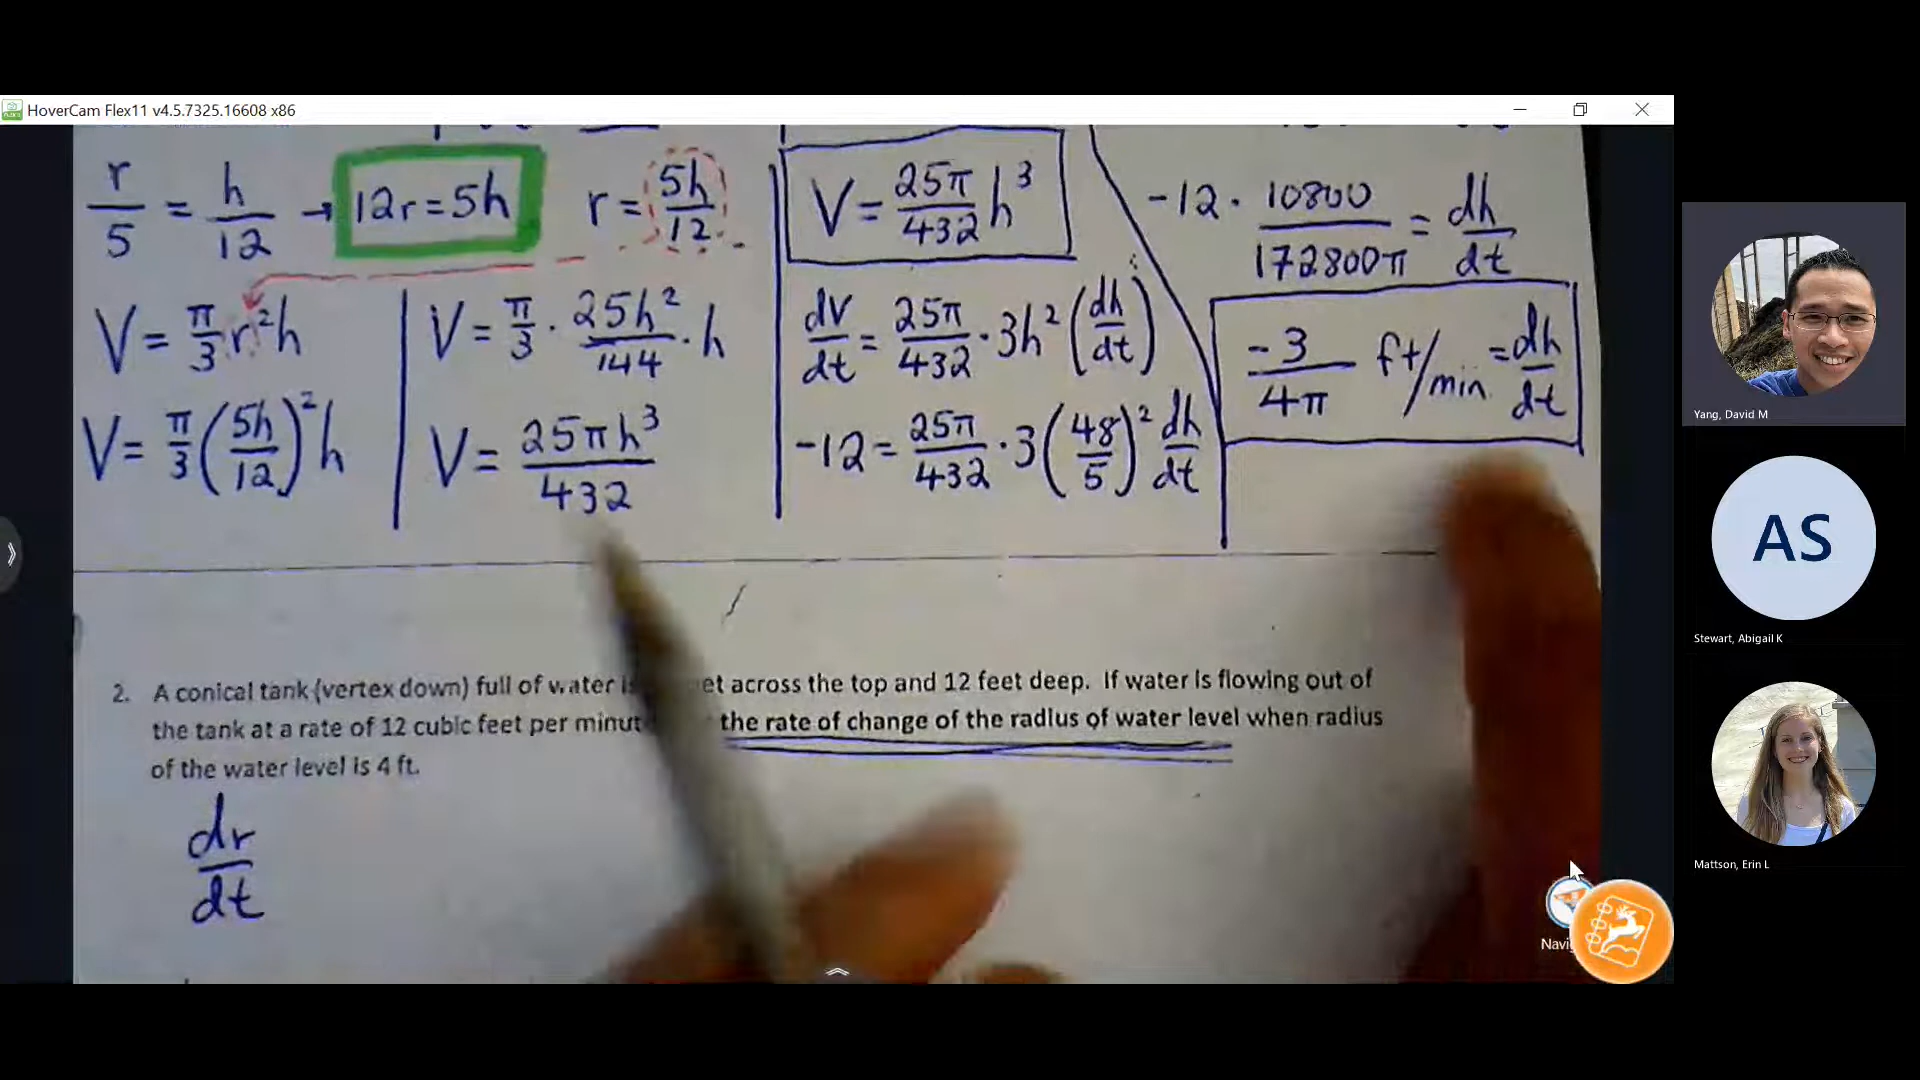 HoverCam Flex11 v4.5.7325.16608 x86
r/5 = h/12 → 12r=5h r = 5h/12
V = π/3 r²h
V = π/3 (5h/12)² h
V = π/3 · 25h²/144 · h
V = 25πh³/432
V = 25π/432 h³
dV/dt = 25π/432 · 3h² (dh/dt)
-12 = 25π/432 · 3(48/5)² dh/dt
-12 · 10800/172800π = dh/dt
-3/4π ft/min = dh/dt
2. A conical tank (vertex down) full of water is et across the top and 12 feet deep. If water is flowing out of
the tank at a rate of 12 cubic feet per minut the rate of change of the radius of water level when radius
of the water level is 4 ft.
dr/dt
Navi
Yang, David M
AS
Stewart, Abigail K
Mattson, Erin L